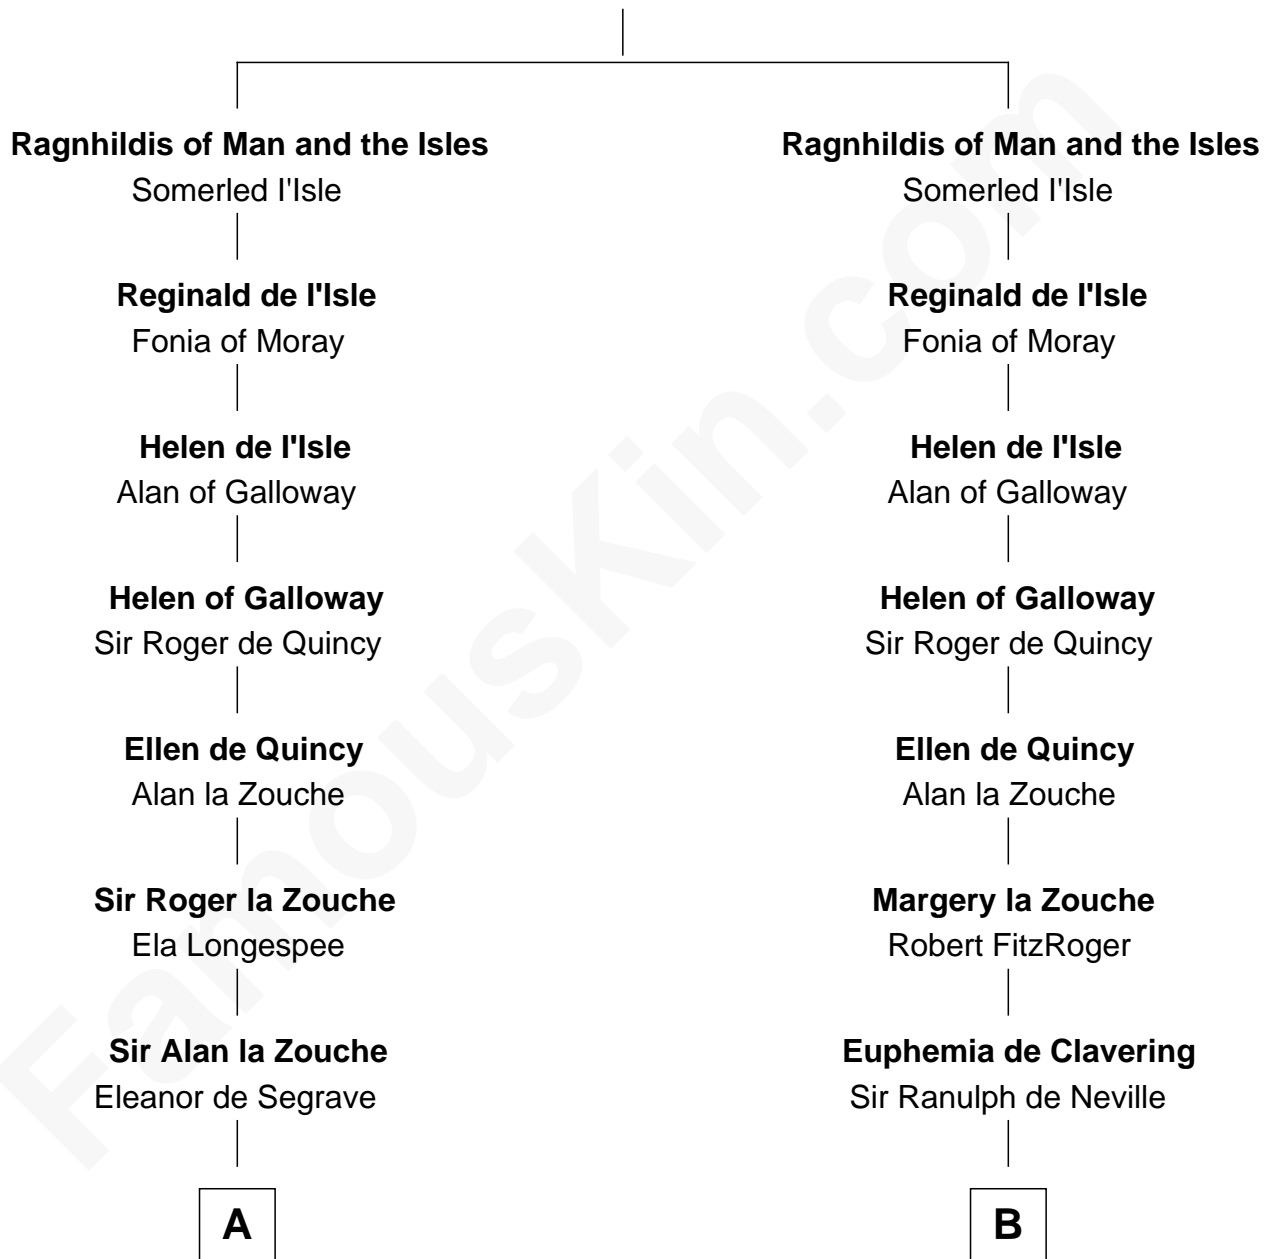 Ragnhildis of Man and the Isles
Somerled I'Isle
Reginald de I'Isle
Fonia of Moray
Helen de I'Isle
Alan of Galloway
Helen of Galloway
Sir Roger de Quincy
Ellen de Quincy
Alan la Zouche
Sir Roger la Zouche
Ela Longespee
Sir Alan la Zouche
Eleanor de Segrave
A
Ragnhildis of Man and the Isles
Somerled I'Isle
Reginald de I'Isle
Fonia of Moray
Helen de I'Isle
Alan of Galloway
Helen of Galloway
Sir Roger de Quincy
Ellen de Quincy
Alan la Zouche
Margery la Zouche
Robert FitzRoger
Euphemia de Clavering
Sir Ranulph de Neville
B
FamousKin.com